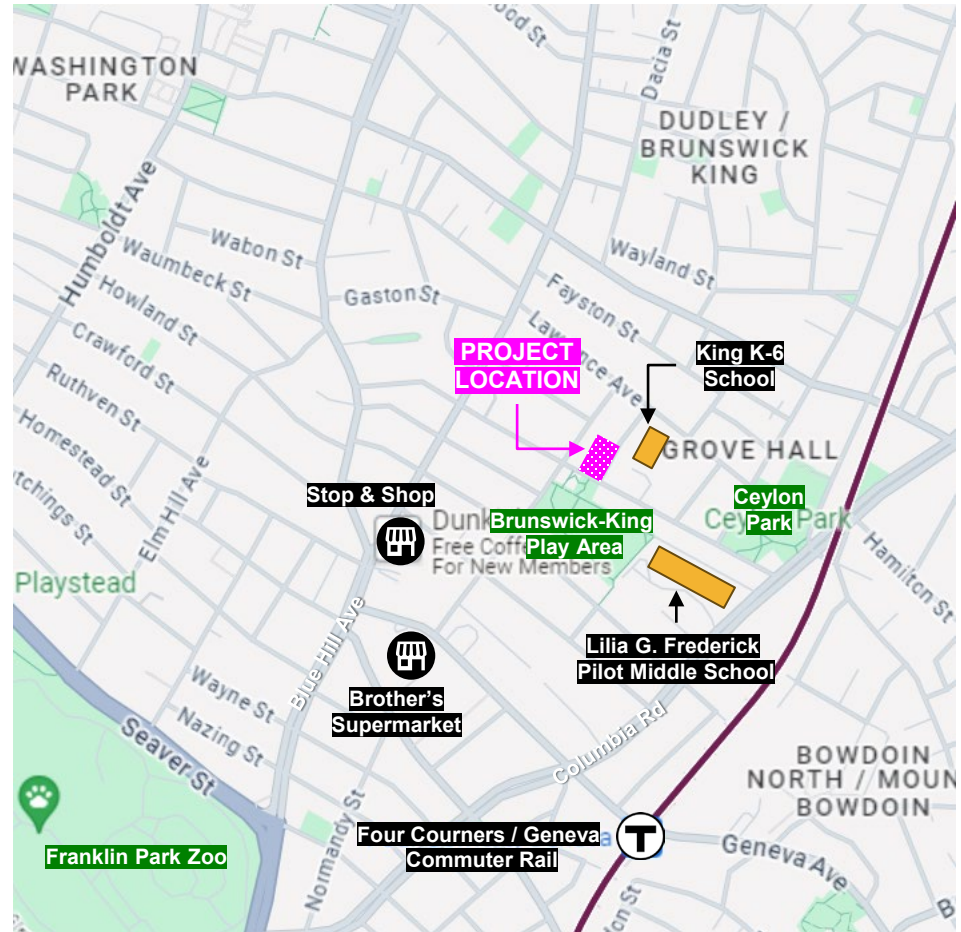 ood St
Dacia St
WASHINGTON
PARK
DUDLEY /
BRUNSWICK
KING
Humboldt Ave
Wabon St
Waumbeck St
Wayland St
Howland St
Gaston St
Fayston St
Crawford St
Lawrence Ave
PROJECT
LOCATION
King K-6
School
Ruthven St
Homestead St
GROVE HALL
Elm Hill Ave
Stop & Shop
Ceylon
Park
Dunk
Free Coff
For New Members
Brunswick-King
Play Area
Ceylon Park
tchings St
Hamilton St
Playstead
Blue Hill Ave
Lilia G. Frederick
Pilot Middle School
Wayne St
Brother's
Supermarket
Nazing St
Columbia Rd
Seaver St
BOWDOIN
NORTH / MOUN
BOWDOIN
Normandy St
Four Courners / Geneva
Commuter Rail
a
T
Geneva Ave
Franklin Park Zoo
don St
B